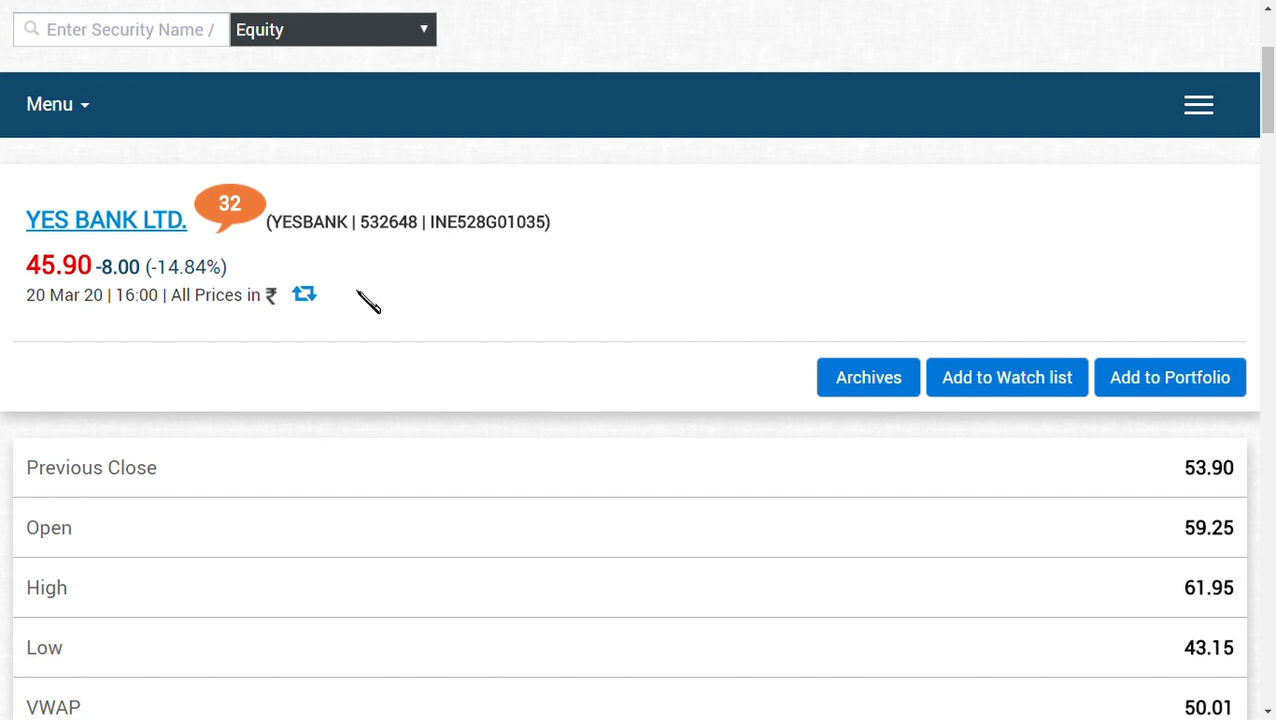 Enter Security Name /
Equity
Menu
YES BANK LTD. 32 (YESBANK | 532648 | INE528G01035)
45.90 -8.00 (-14.84%)
20 Mar 20 | 16:00 | All Prices in ₹
Archives Add to Watch list Add to Portfolio
Previous Close 53.90
Open 59.25
High 61.95
Low 43.15
VWAP 50.01